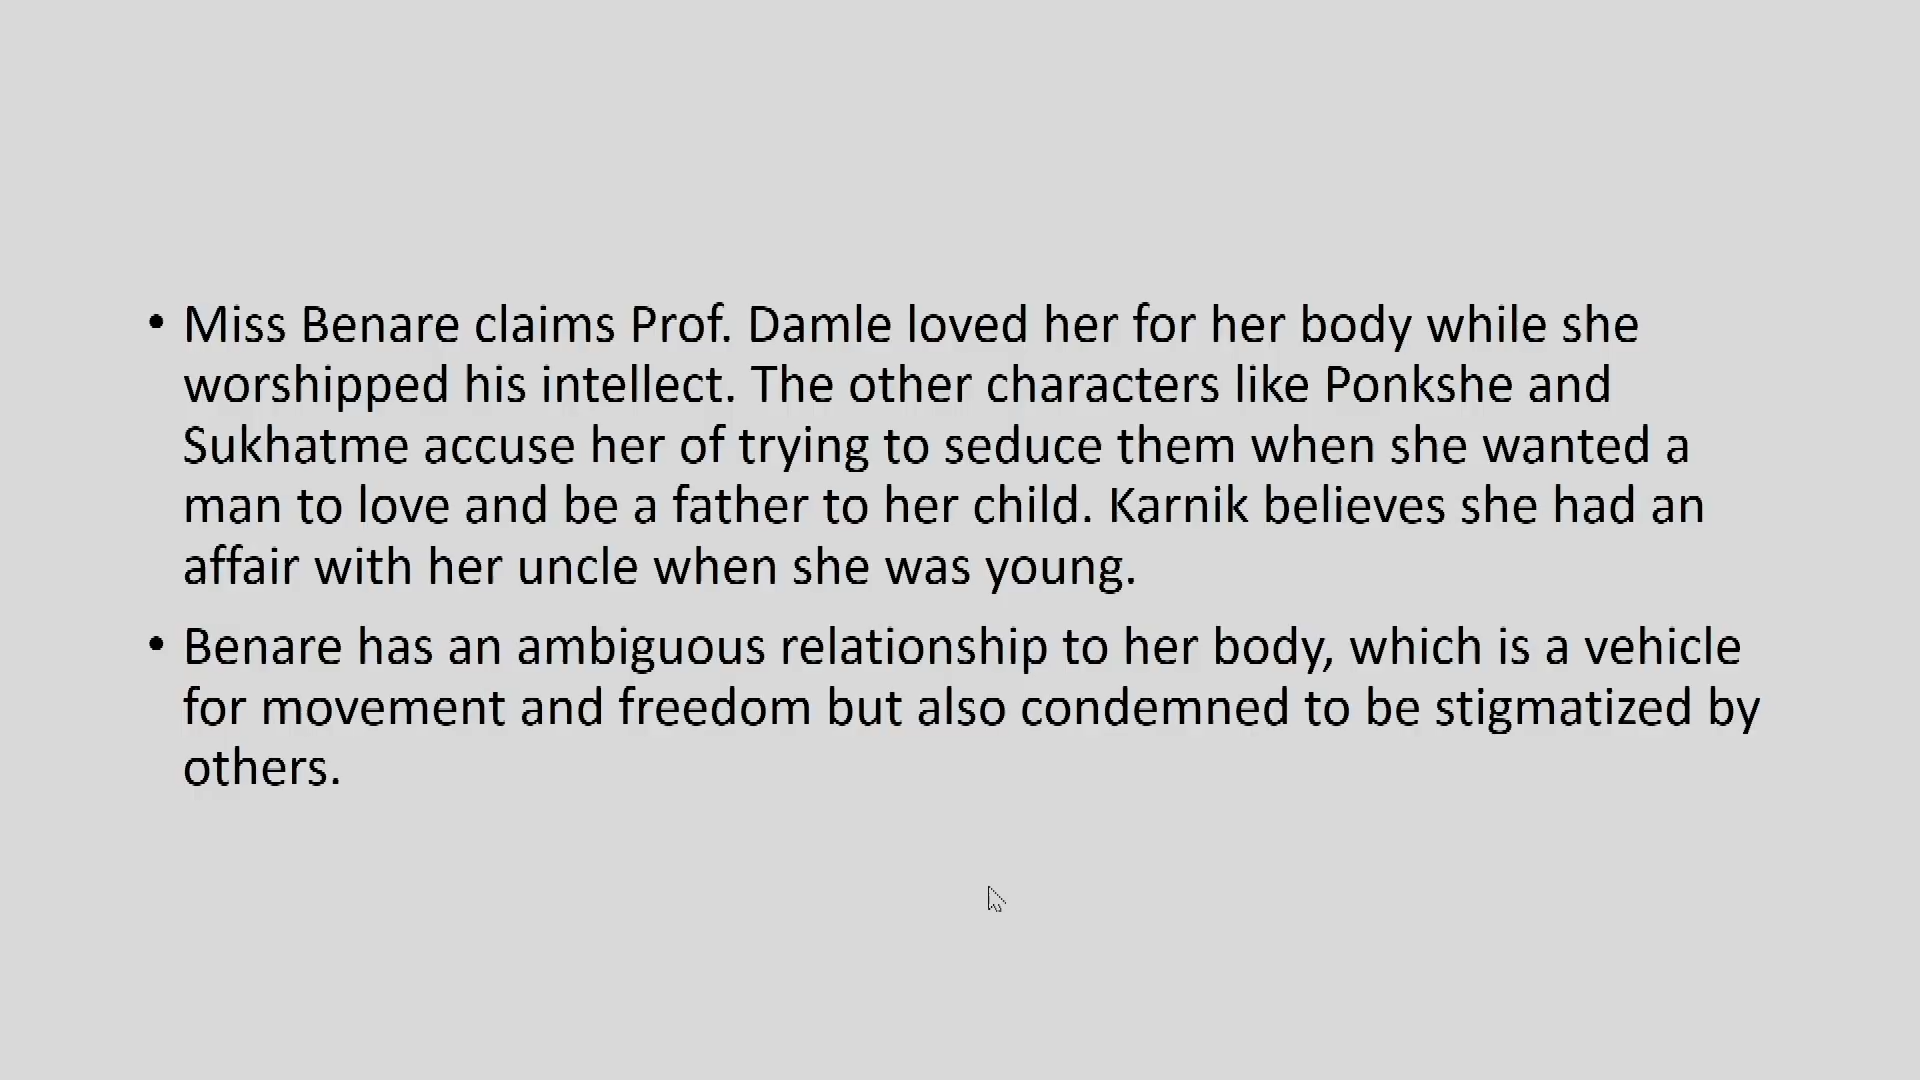 • Miss Benare claims Prof. Damle loved her for her body while she
worshipped his intellect. The other characters like Ponkshe and
Sukhatme accuse her of trying to seduce them when she wanted a
man to love and be a father to her child. Karnik believes she had an
affair with her uncle when she was young.
• Benare has an ambiguous relationship to her body, which is a vehicle
for movement and freedom but also condemned to be stigmatized by
others.